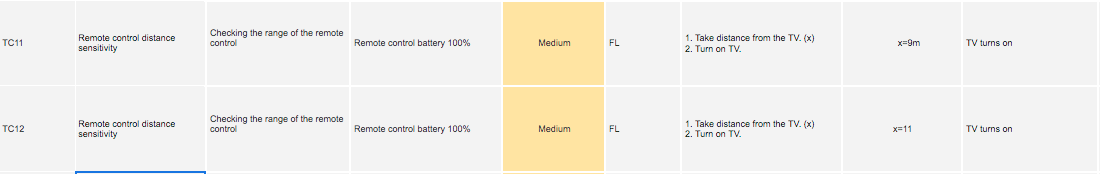 TC11
Remote control distance
sensitivity
Checking the range of the remote
control
Remote control battery 100%
Medium
FL
1. Take distance from the TV. (x)
2. Turn on TV.
x=9m
TV turns on
TC12
Remote control distance
sensitivity
Checking the range of the remote
control
Remote control battery 100%
Medium
FL
1. Take distance from the TV. (x)
2. Turn on TV.
x=11
TV turns on